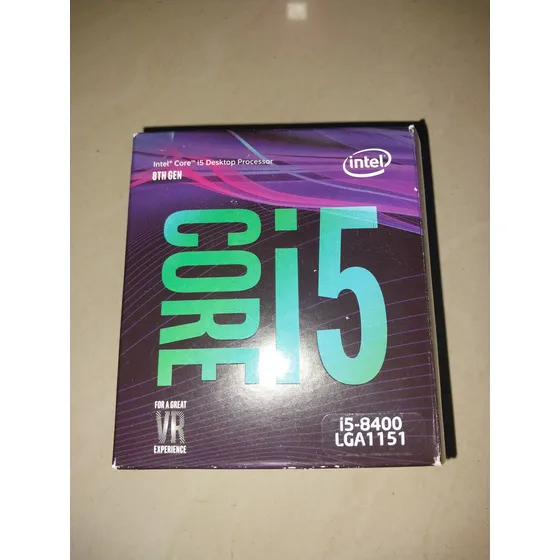 Intel® Core™ i5 Desktop Processor
8TH GEN
intel®
CORE i5
FOR A GREAT
VR
EXPERIENCE
i5-8400
LGA1151